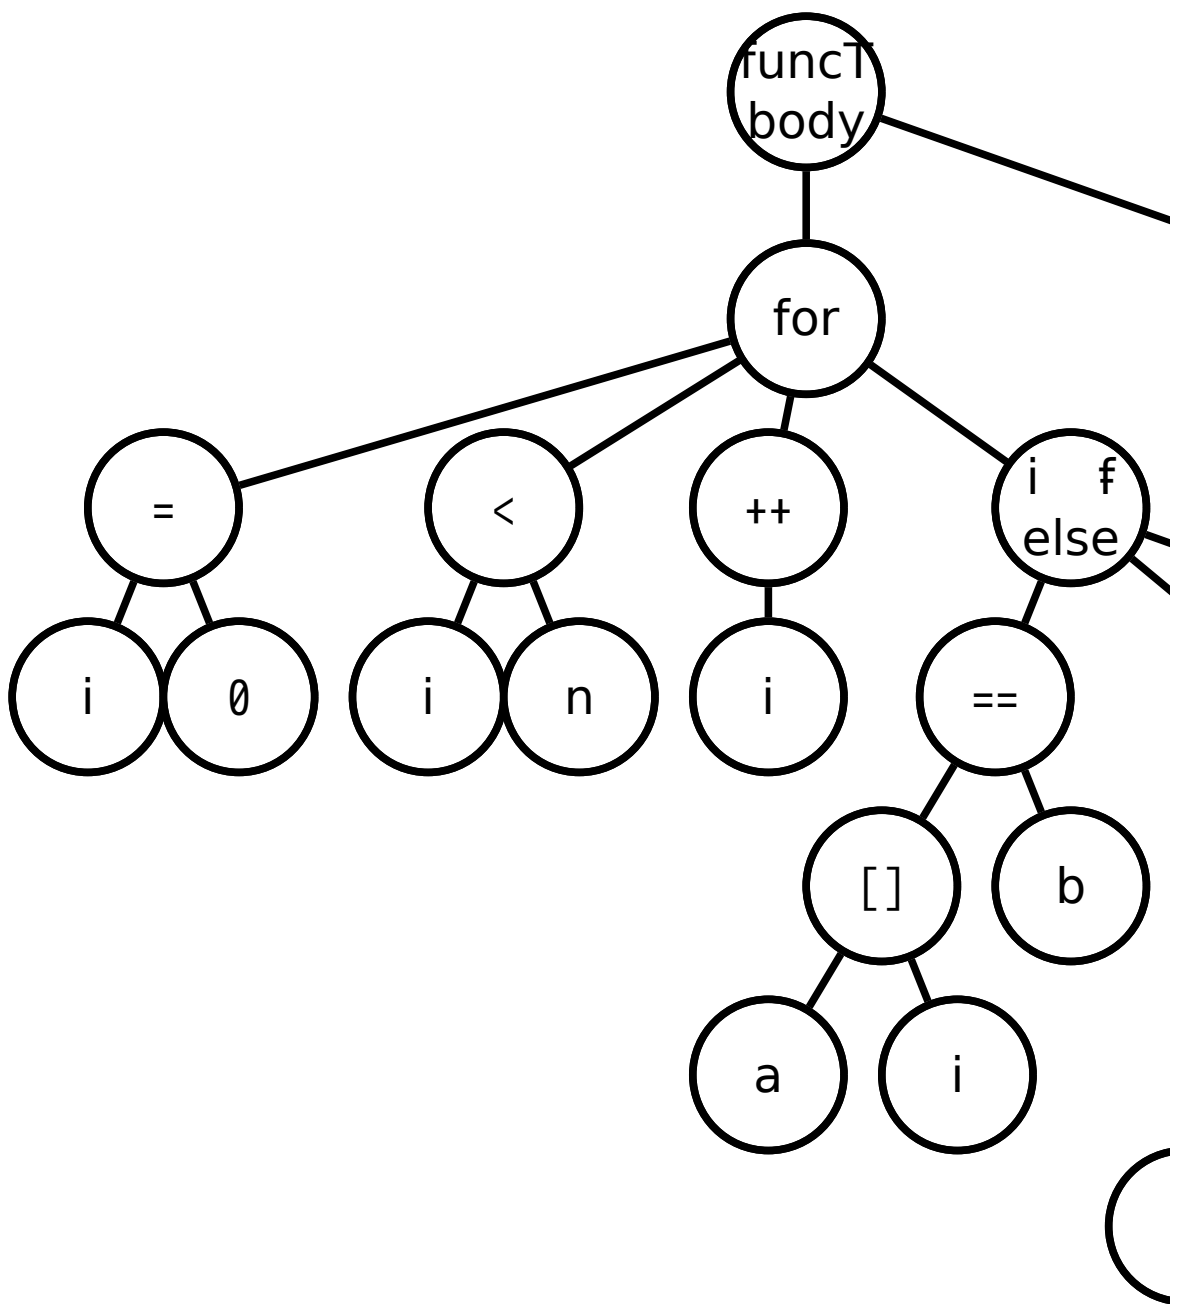 funcT
body
for
=
<
++
i f-
else
i
0
i
n
i
==
[]
b
a
i